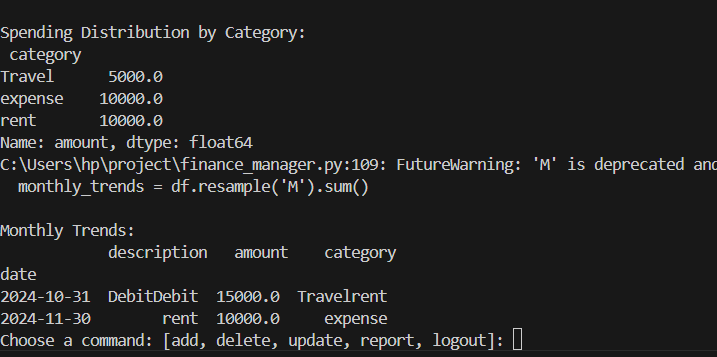 Spending Distribution by Category:
 category
Travel      5000.0
expense    10000.0
rent       10000.0
Name: amount, dtype: float64
C:\Users\hp\project\finance_manager.py:109: FutureWarning: 'M' is deprecated and
  monthly_trends = df.resample('M').sum()
Monthly Trends:
            description   amount    category
date
2024-10-31  DebitDebit  15000.0  Travelrent
2024-11-30        rent  10000.0     expense
Choose a command: [add, delete, update, report, logout]: